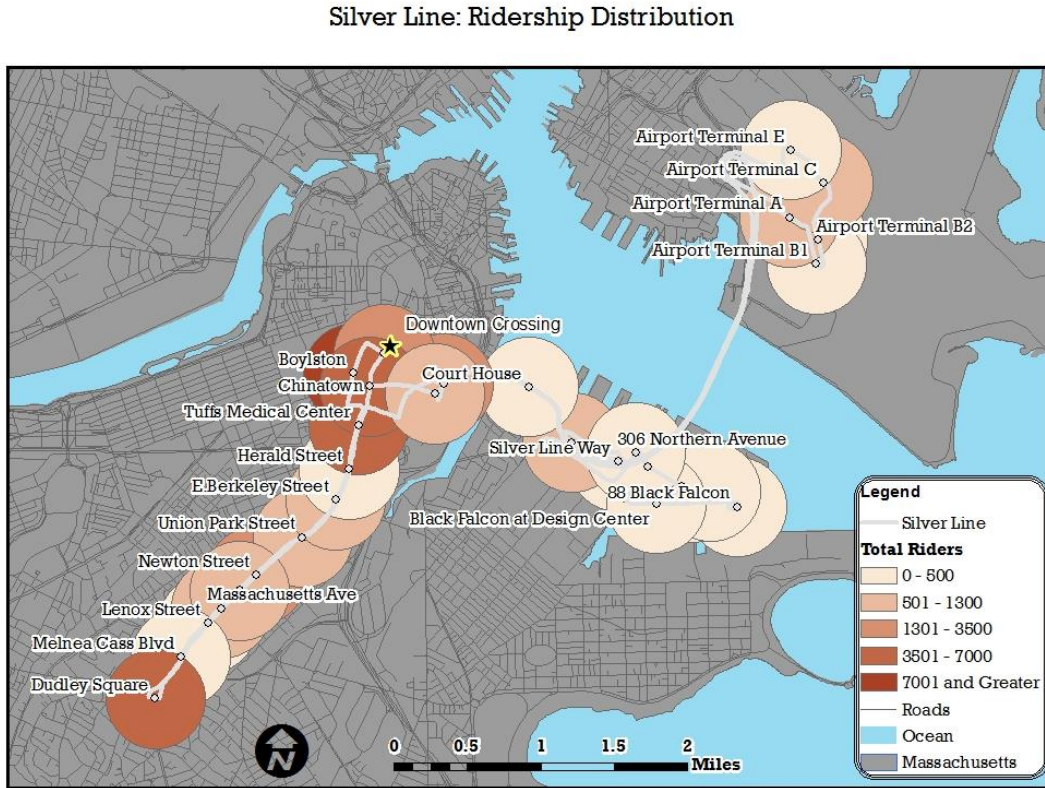 Silver Line: Ridership Distribution
Airport Terminal E
Airport Terminal C
Airport Terminal A
Airport Terminal B2
Airport Terminal B1
Downtown Crossing
Boylston
Chinatown
Court House
Tuffs Medical Center
Silver Line Way
306 Northern Avenue
Herald Street
E.Berkeley Street
88 Black Falcon
Black Falcon at Design Center
Union Park Street
Newton Street
Massachusetts Ave
Lenox Street
Melnea Cass Blvd
Dudley Square
Legend
Silver Line
Total Riders
0 - 500
501 - 1300
1301 - 3500
3501 - 7000
7001 and Greater
Roads
Ocean
Massachusetts
N
0 0.5 1 1.5 2
Miles